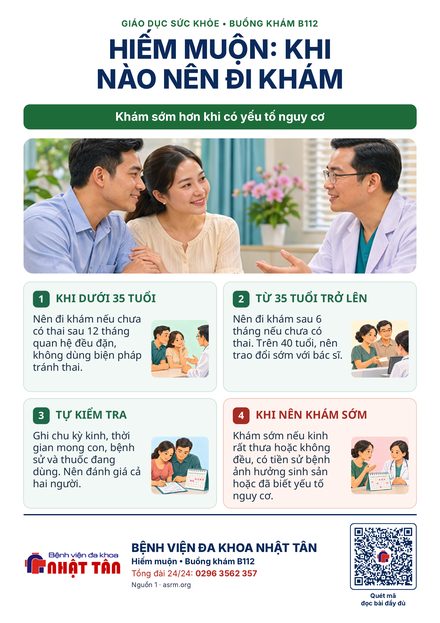 GIÁO DỤC SỨC KHỎE • BUỒNG KHÁM B112
HIẾM MUỘN: KHI
NÀO NÊN ĐI KHÁM
Khám sớm hơn khi có yếu tố nguy cơ
1 KHI DƯỚI 35 TUỔI
Nên đi khám nếu chưa
có thai sau 12 tháng
quan hệ đều đặn,
không dùng biện pháp
tránh thai.
2 TỪ 35 TUỔI TRỞ LÊN
Nên đi khám sau 6
tháng nếu chưa có
thai. Trên 40 tuổi, nên
trao đổi sớm với bác sĩ.
3 TỰ KIỂM TRA
Ghi chu kỳ kinh, thời
gian mong con, bệnh
sử và thuốc đang
dùng. Nên đánh giá cả
hai người.
4 KHI NÊN KHÁM SỚM
Khám sớm nếu kinh
rất thưa hoặc không
đều, có tiền sử bệnh
ảnh hưởng sinh sản
hoặc đã biết yếu tố
nguy cơ.
Bệnh viện đa khoa
NHẬT TÂN
BỆNH VIỆN ĐA KHOA NHẬT TÂN
Hiếm muộn • Buồng khám B112
Tổng đài 24/24: 0296 3562 357
Nguồn 1 · asrm.org
Quét mã
đọc bài đầy đủ